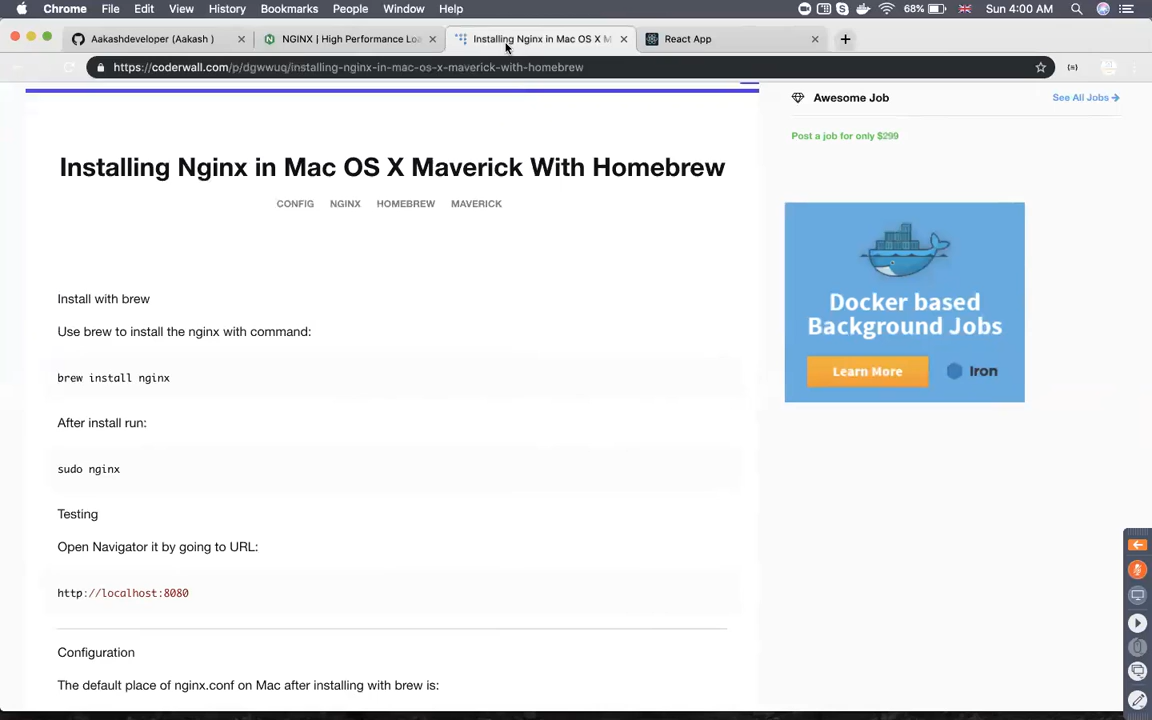 Chrome File Edit View History Bookmarks People Window Help 68% Sun 4:00 AM
Aakashdeveloper (Aakash ) NGINX | High Performance Loa Installing Nginx in Mac OS X M React App
https://coderwall.com/p/dgwwuq/installing-nginx-in-mac-os-x-maverick-with-homebrew
Awesome Job See All Jobs
Post a job for only $299
Installing Nginx in Mac OS X Maverick With Homebrew
CONFIG NGINX HOMEBREW MAVERICK
Install with brew
Use brew to install the nginx with command:
brew install nginx
After install run:
sudo nginx
Testing
Open Navigator it by going to URL:
http://localhost:8080
Configuration
The default place of nginx.conf on Mac after installing with brew is:
Docker based
Background Jobs
Learn More Iron